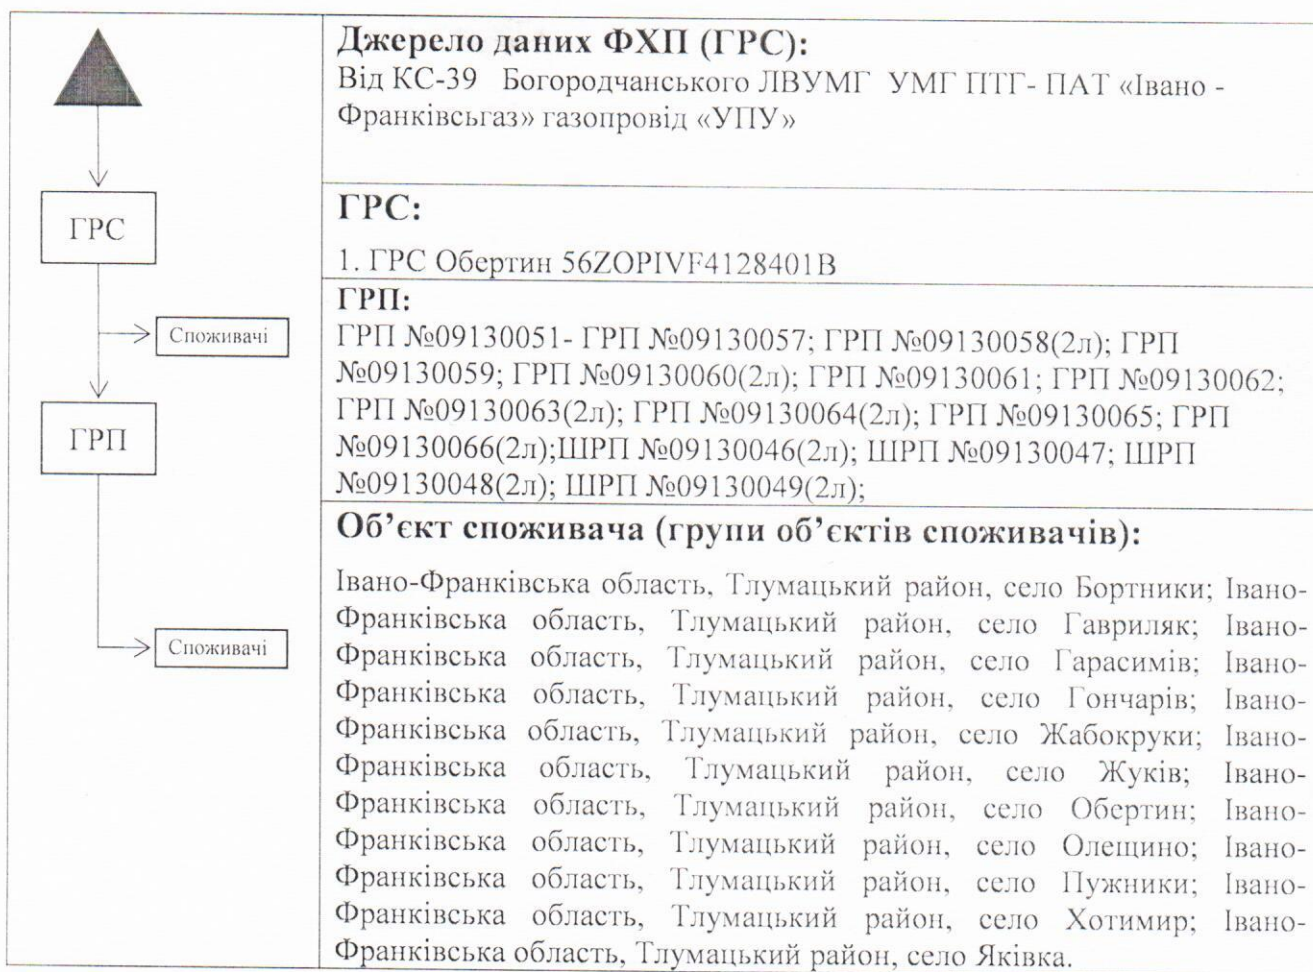 Джерело даних ФХП (ГРС):
Від КС-39 Богородчанського ЛВУМГ УМГ ПТГ- ПАТ «Івано -
Франківсьгаз» газопровід «УПУ»
ГРС
ГРС:
1. ГРС Обертин 56ZOPIVF4128401B
Споживачі
ГРП:
ГРП №09130051- ГРП №09130057; ГРП №09130058(2л); ГРП
№09130059; ГРП №09130060(2л); ГРП №09130061; ГРП №09130062;
ГРП №09130063(2л); ГРП №09130064(2л); ГРП №09130065; ГРП
№09130066(2л);ШРП №09130046(2л); ШРП №09130047; ШРП
№09130048(2л); ШРП №09130049(2л);
ГРП
Споживачі
Об’єкт споживача (групи об’єктів споживачів):
Івано-Франківська область, Тлумацький район, село Бортники; Івано-
Франківська область, Тлумацький район, село Гавриляк; Івано-
Франківська область, Тлумацький район, село Гарасимів; Івано-
Франківська область, Тлумацький район, село Гончарів; Івано-
Франківська область, Тлумацький район, село Жабокруки; Івано-
Франківська область, Тлумацький район, село Жуків; Івано-
Франківська область, Тлумацький район, село Обертин; Івано-
Франківська область, Тлумацький район, село Олещино; Івано-
Франківська область, Тлумацький район, село Пужники; Івано-
Франківська область, Тлумацький район, село Хотимир; Івано-
Франківська область, Тлумацький район, село Яківка.